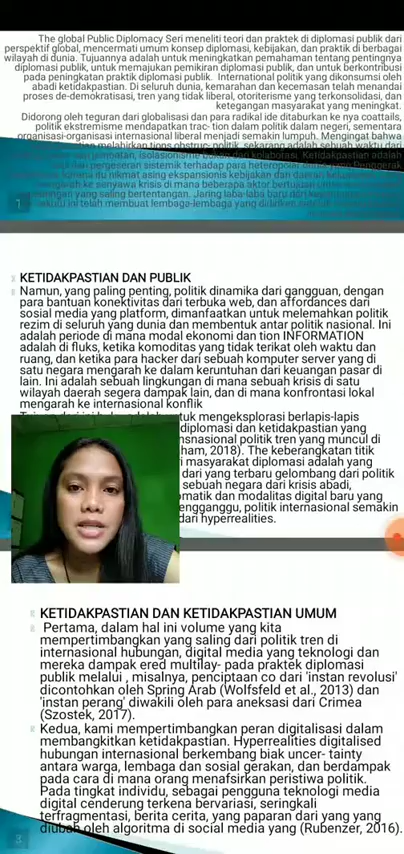 The global Public Diplomacy Seri meneliti teori dan praktek di diplomasi publik dari
perspektif global, mencermati umum konsep diplomasi, kebijakan, dan praktik di berbagai
wilayah di dunia. Tujuannya adalah untuk meningkatkan pemahaman tentang pentingnya
diplomasi publik, untuk memajukan pemikiran diplomasi publik, dan untuk berkontribusi
pada peningkatan praktik diplomasi publik. International politik yang dikonsumsi oleh
abadi ketidakpastian. Di seluruh dunia, kemarahan dan kecemasan telah menandai
proses de-demokratisasi, tren yang tidak liberal, otoriterisme yang terkonsolidasi, dan
ketegangan masyarakat yang meningkat.
Didorong oleh teguran dari globalisasi dan para radikal ide ditaburkan ke nya coattails,
politik ekstremisme mendapatkan trac- tion dalam politik dalam negeri, sementara
organisasi-organisasi internasional liberal menjadi semakin lumpuh. Mengingat bahwa
melahirkan tions obstruc politik, sekarang adalah sebuah waktu dari
isolasionisme
1
KETIDAKPASTIAN DAN PUBLIK
Namun, yang paling penting, politik dinamika dari gangguan, dengan
para bantuan konektivitas dari terbuka web, dan affordances dari
sosial media yang platform, dimanfaatkan untuk melemahkan politik
rezim di seluruh yang dunia dan membentuk antar politik nasional. Ini
adalah periode di mana modal ekonomi dan tion INFORMATION
adalah di fluks, ketika komoditas yang tidak terikat oleh waktu dan
ruang, dan ketika para hacker dari sebuah komputer server yang di
satu negara mengarah ke dalam keruntuhan dari keuangan pasar di
lain. Ini adalah sebuah lingkungan di mana sebuah krisis di satu
wilayah daerah segera dampak lain, dan di mana konfrontasi lokal
mengarah ke internasional konflik
mengeksplorasi berlapis-lapis
diplomasi dan ketidakpastian yang
nsnasional politik tren yang muncul di
ham, 2018). The keberangkatan titik
masyarakat diplomasi adalah yang
dari yang terbaru gelombang dari politik
sebuah negara dari krisis abadi,
omatik dan modalitas digital baru yang
engganggu, politik internasional semakin
dari hyperrealities.
KETIDAKPASTIAN DAN KETIDAKPASTIAN UMUM
Pertama, dalam hal ini volume yang kita
mempertimbangkan yang saling dari politik tren di
internasional hubungan, digital media yang teknologi dan
mereka dampak ered multilay- pada praktek diplomasi
publik melalui , misalnya, penciptaan co dari 'instan revolusi'
dicontohkan oleh Spring Arab (Wolfsfeld et al., 2013) dan
'instan perang' diwakili oleh para aneksasi dari Crimea
(Szostek, 2017).
Kedua, kami mempertimbangkan peran digitalisasi dalam
membangkitkan ketidakpastian. Hyperrealities digitalised
hubungan internasional berkembang biak uncer- tainty
antara warga, lembaga dan sosial gerakan, dan berdampak
pada cara di mana orang menafsirkan peristiwa politik.
Pada tingkat individu, sebagai pengguna teknologi media
digital cenderung terkena bervariasi, seringkali
terfragmentasi, berita cerita, yang paparan dari yang yang
diubah oleh algoritma di social media yang (Rubenzer, 2016).
3